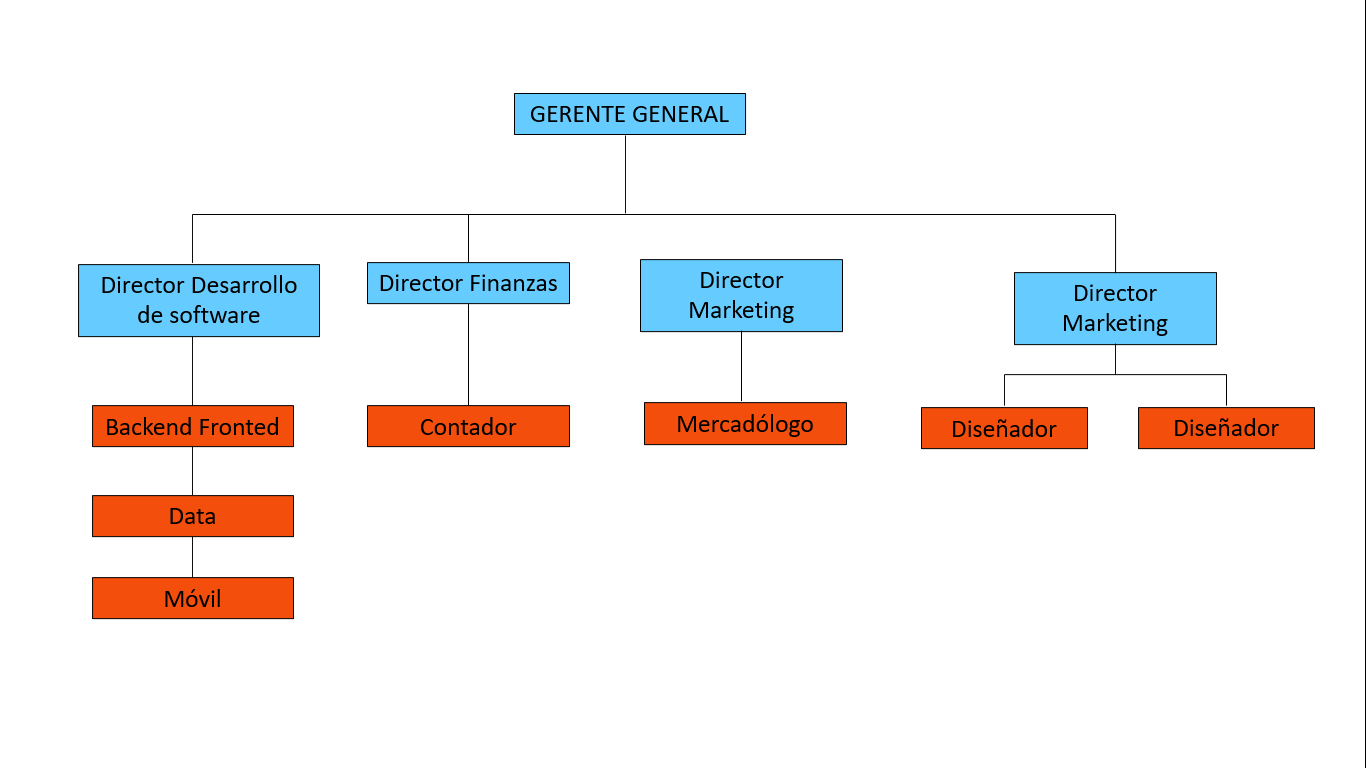 GERENTE GENERAL
Director Desarrollo
de software
Director Finanzas
Director
Marketing
Director
Marketing
Backend Fronted
Contador
Mercadólogo
Diseñador
Diseñador
Data
Móvil